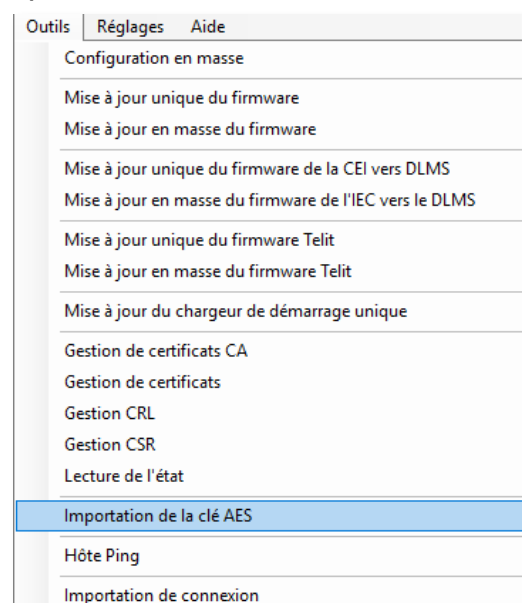 Outils Réglages Aide
Configuration en masse
Mise à jour unique du firmware
Mise à jour en masse du firmware
Mise à jour unique du firmware de la CEI vers DLMS
Mise à jour en masse du firmware de l'IEC vers le DLMS
Mise à jour unique du firmware Telit
Mise à jour en masse du firmware Telit
Mise à jour du chargeur de démarrage unique
Gestion de certificats CA
Gestion de certificats
Gestion CRL
Gestion CSR
Lecture de l'état
Importation de la clé AES
Hôte Ping
Importation de connexion